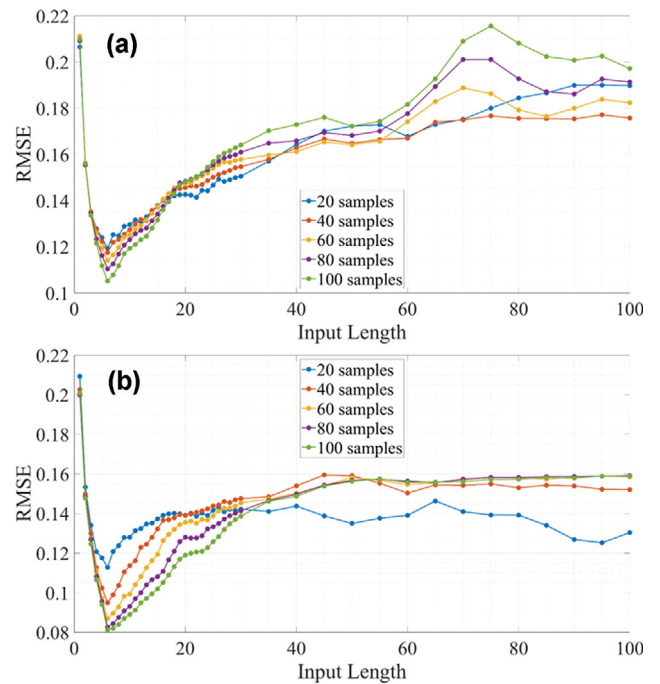 (a)
RMSE
0.22
0.2
0.18
0.16
0.14
0.12
0.1
20 samples
40 samples
60 samples
80 samples
100 samples
0 20 40 60 80 100
Input Length
(b)
RMSE
0.22
0.2
0.18
0.16
0.14
0.12
0.1
0.08
20 samples
40 samples
60 samples
80 samples
100 samples
0 20 40 60 80 100
Input Length